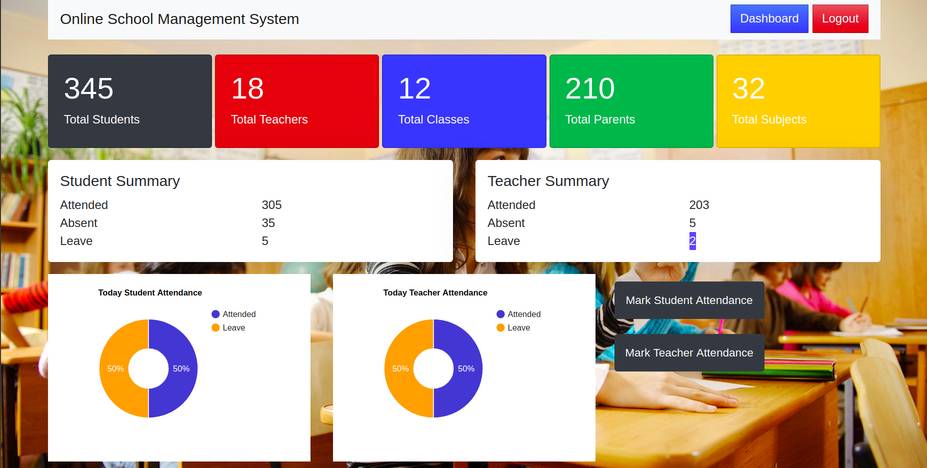 Online School Management System
Dashboard
Logout
345
Total Students
18
Total Teachers
12
Total Classes
210
Total Parents
32
Total Subjects
Student Summary
Attended 305
Absent 35
Leave 5
Teacher Summary
Attended 203
Absent 5
Leave 2
Today Student Attendance
Attended
Leave
50% 50%
Today Teacher Attendance
Attended
Leave
50% 50%
Mark Student Attendance
Mark Teacher Attendance